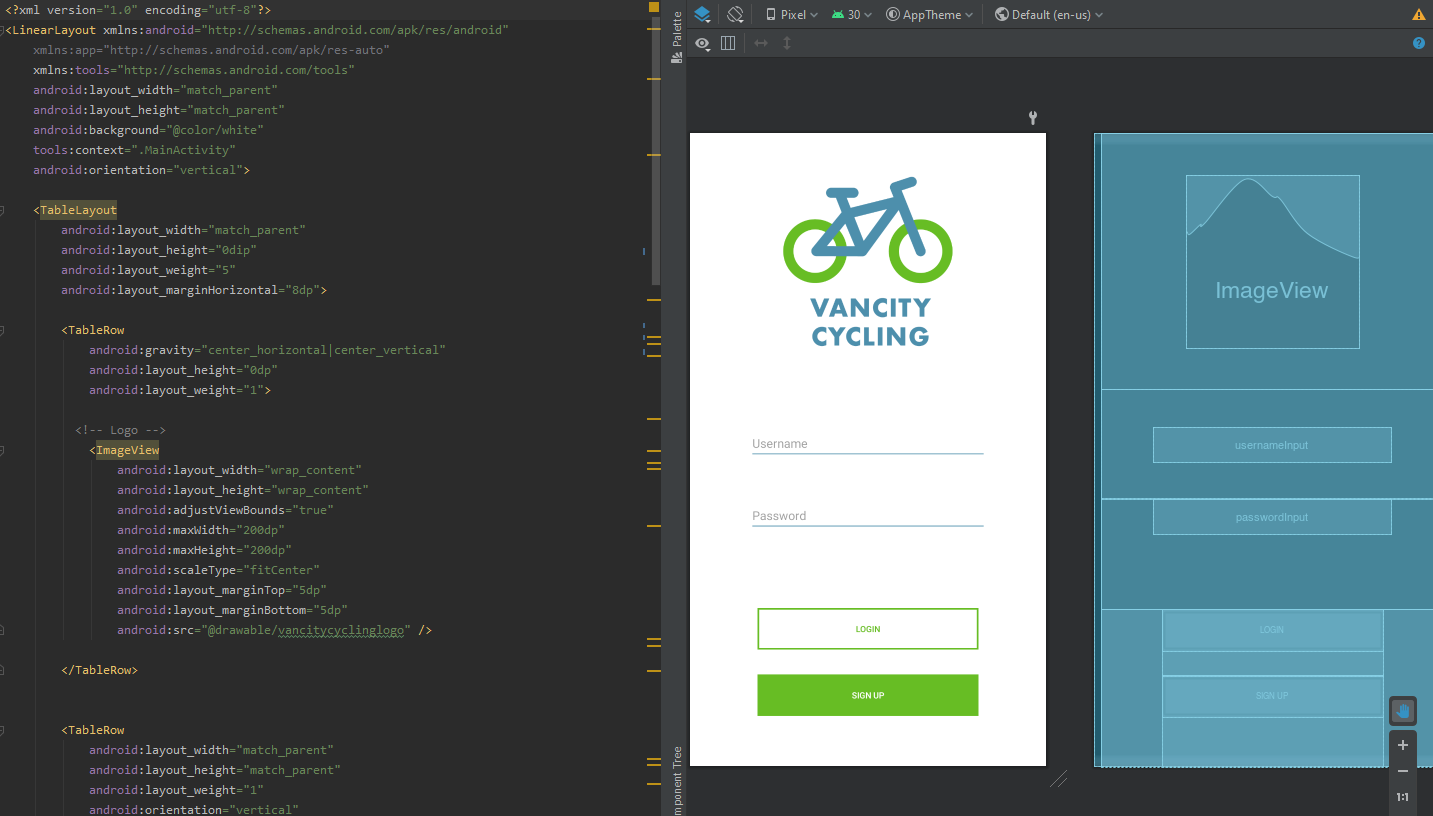 <?xml version="1.0" encoding="utf-8"?>
<LinearLayout xmlns:android="http://schemas.android.com/apk/res/android"
xmlns:app="http://schemas.android.com/apk/res-auto"
xmlns:tools="http://schemas.android.com/tools"
android:layout_width="match_parent"
android:layout_height="match_parent"
android:background="@color/white"
tools:context=".MainActivity"
android:orientation="vertical">
<TableLayout
android:layout_width="match_parent"
android:layout_height="0dip"
android:layout_weight="5"
android:layout_marginHorizontal="8dp">
<TableRow
android:gravity="center_horizontal|center_vertical"
android:layout_height="0dp"
android:layout_weight="1">
<!-- Logo -->
<ImageView
android:layout_width="wrap_content"
android:layout_height="wrap_content"
android:adjustViewBounds="true"
android:maxWidth="200dp"
android:maxHeight="200dp"
android:scaleType="fitCenter"
android:layout_marginTop="5dp"
android:layout_marginBottom="5dp"
android:src="@drawable/vancitycyclinglogo" />
</TableRow>
<TableRow
android:layout_width="match_parent"
android:layout_height="match_parent"
android:layout_weight="1"
android:orientation="vertical"
Palette
mponent Tree
Pixel 30 AppTheme Default (en-us)
VANCITY
CYCLING
Username
Password
LOGIN
SIGN UP
ImageView
usernameInput
passwordInput
LOGIN
SIGN UP
1:1